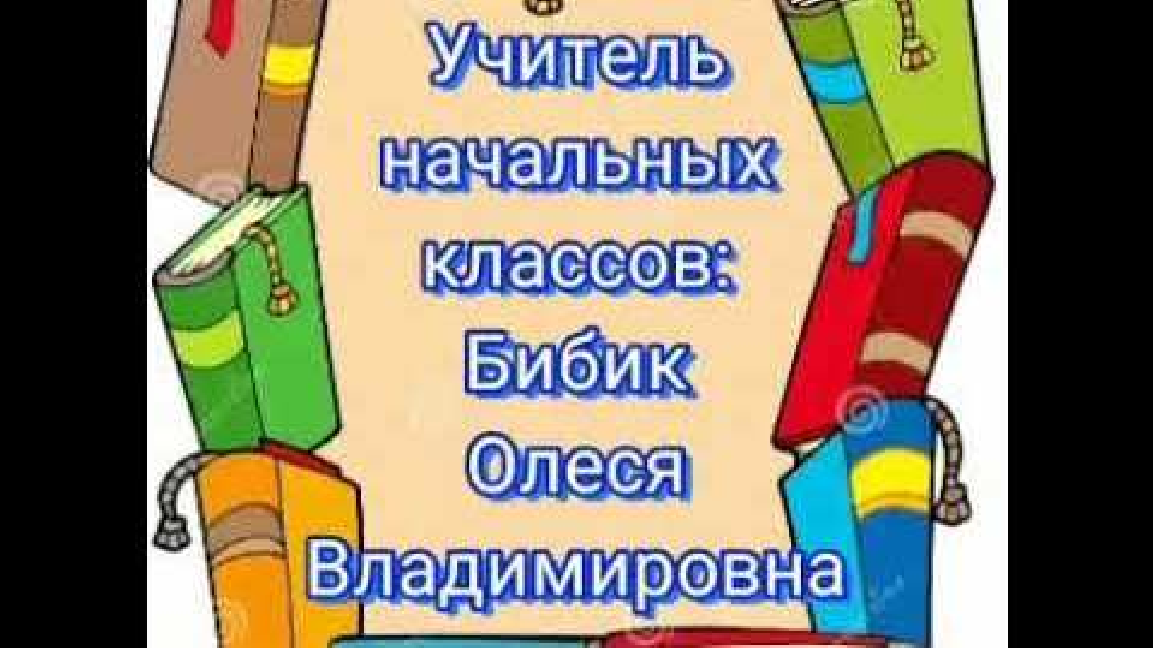 Учитель
начальных
классов:
Бибик
Олеся
Владимировна